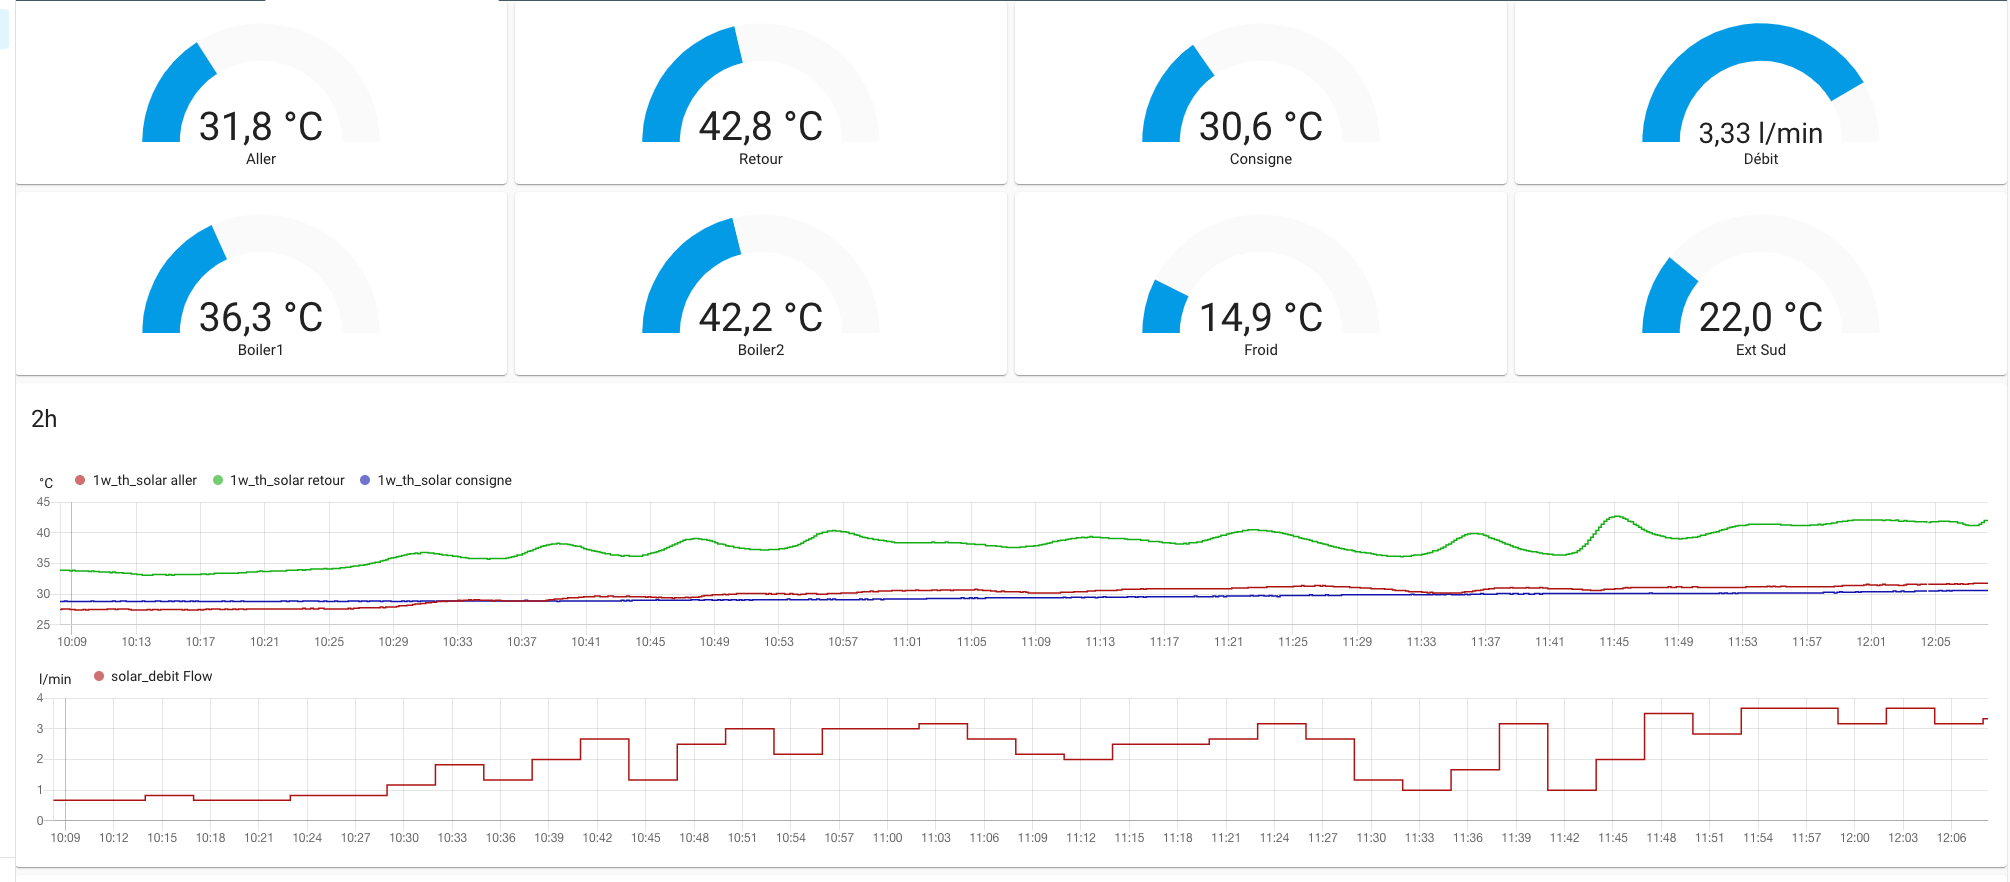 31,8 °C
Aller
42,8 °C
Retour
30,6 °C
Consigne
3,33 l/min
Débit
36,3 °C
Boiler1
42,2 °C
Boiler2
14,9 °C
Froid
22,0 °C
Ext Sud
2h
°C 1w_th_solar aller 1w_th_solar retour 1w_th_solar consigne
45
40
35
30
25
10:09 10:13 10:17 10:21 10:25 10:29 10:33 10:37 10:41 10:45 10:49 10:53 10:57 11:01 11:05 11:09 11:13 11:17 11:21 11:25 11:29 11:33 11:37 11:41 11:45 11:49 11:53 11:57 12:01 12:05
l/min solar_debit Flow
4
3
2
1
0
10:09 10:12 10:15 10:18 10:21 10:24 10:27 10:30 10:33 10:36 10:39 10:42 10:45 10:48 10:51 10:54 10:57 11:00 11:03 11:06 11:09 11:12 11:15 11:18 11:21 11:24 11:27 11:30 11:33 11:36 11:39 11:42 11:45 11:48 11:51 11:54 11:57 12:00 12:03 12:06